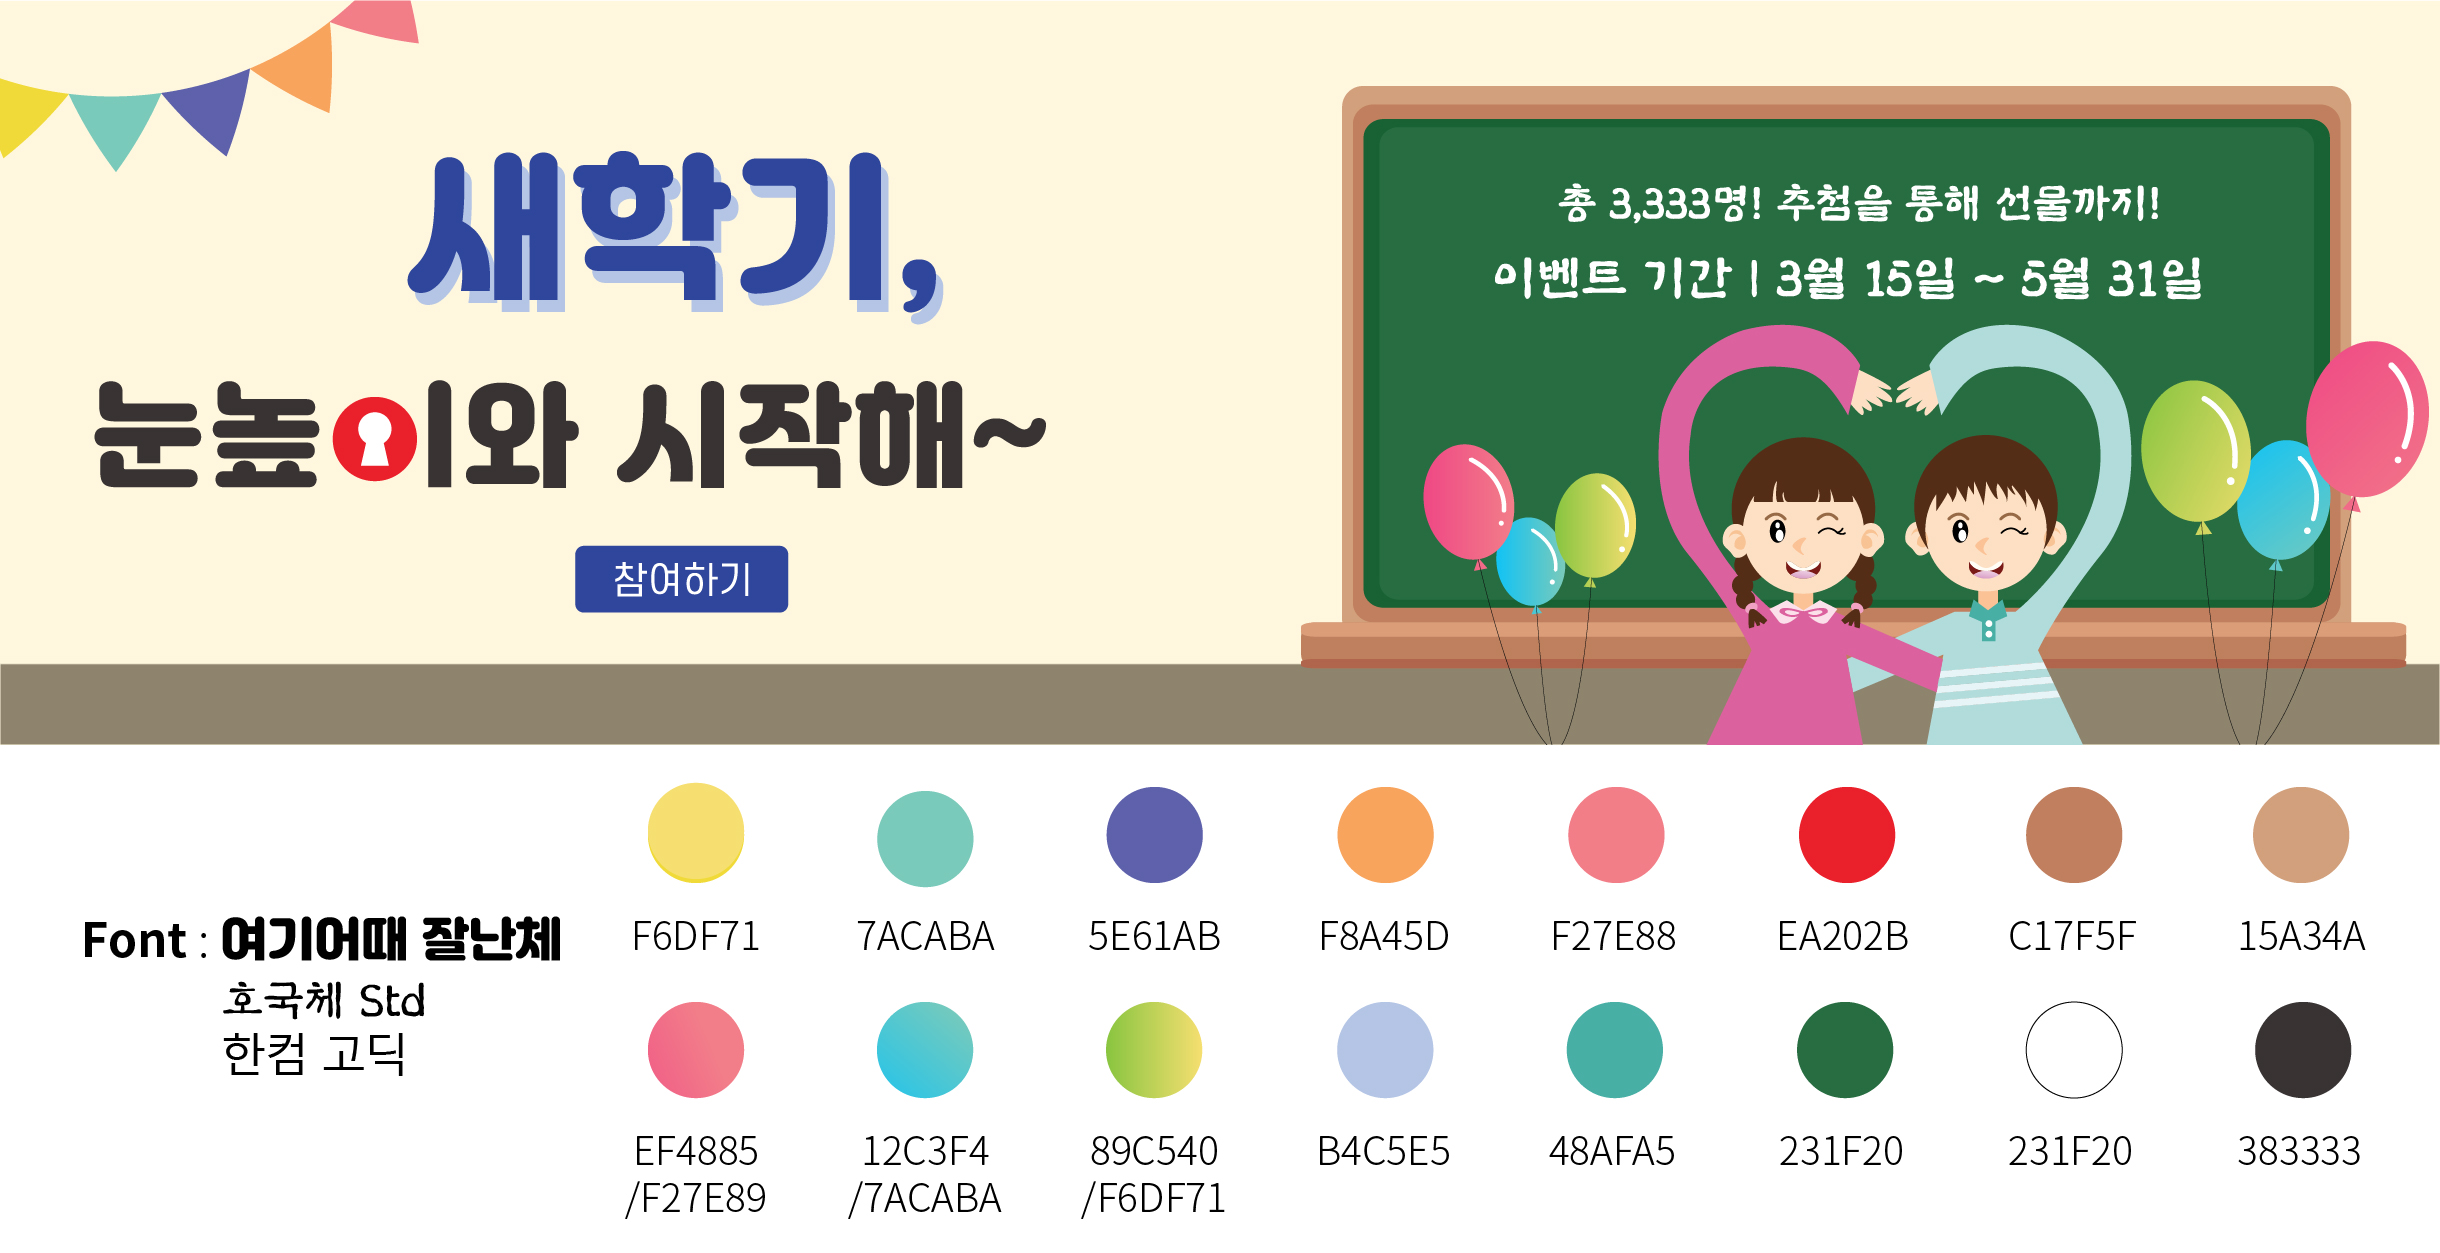 새학기,
눈높이와 시작해~
참여하기
총 3,333명! 추첨을 통해 선물까지!
이벤트 기간 | 3월 15일 ~ 5월 31일
Font : 여기어때 잘난체
호국체 Std
한컴 고딕
F6DF71 7ACABA 5E61AB F8A45D F27E88 EA202B C17F5F 15A34A
EF4885 12C3F4 89C540 B4C5E5 48AFA5 231F20 231F20 383333
/F27E89 /7ACABA /F6DF71